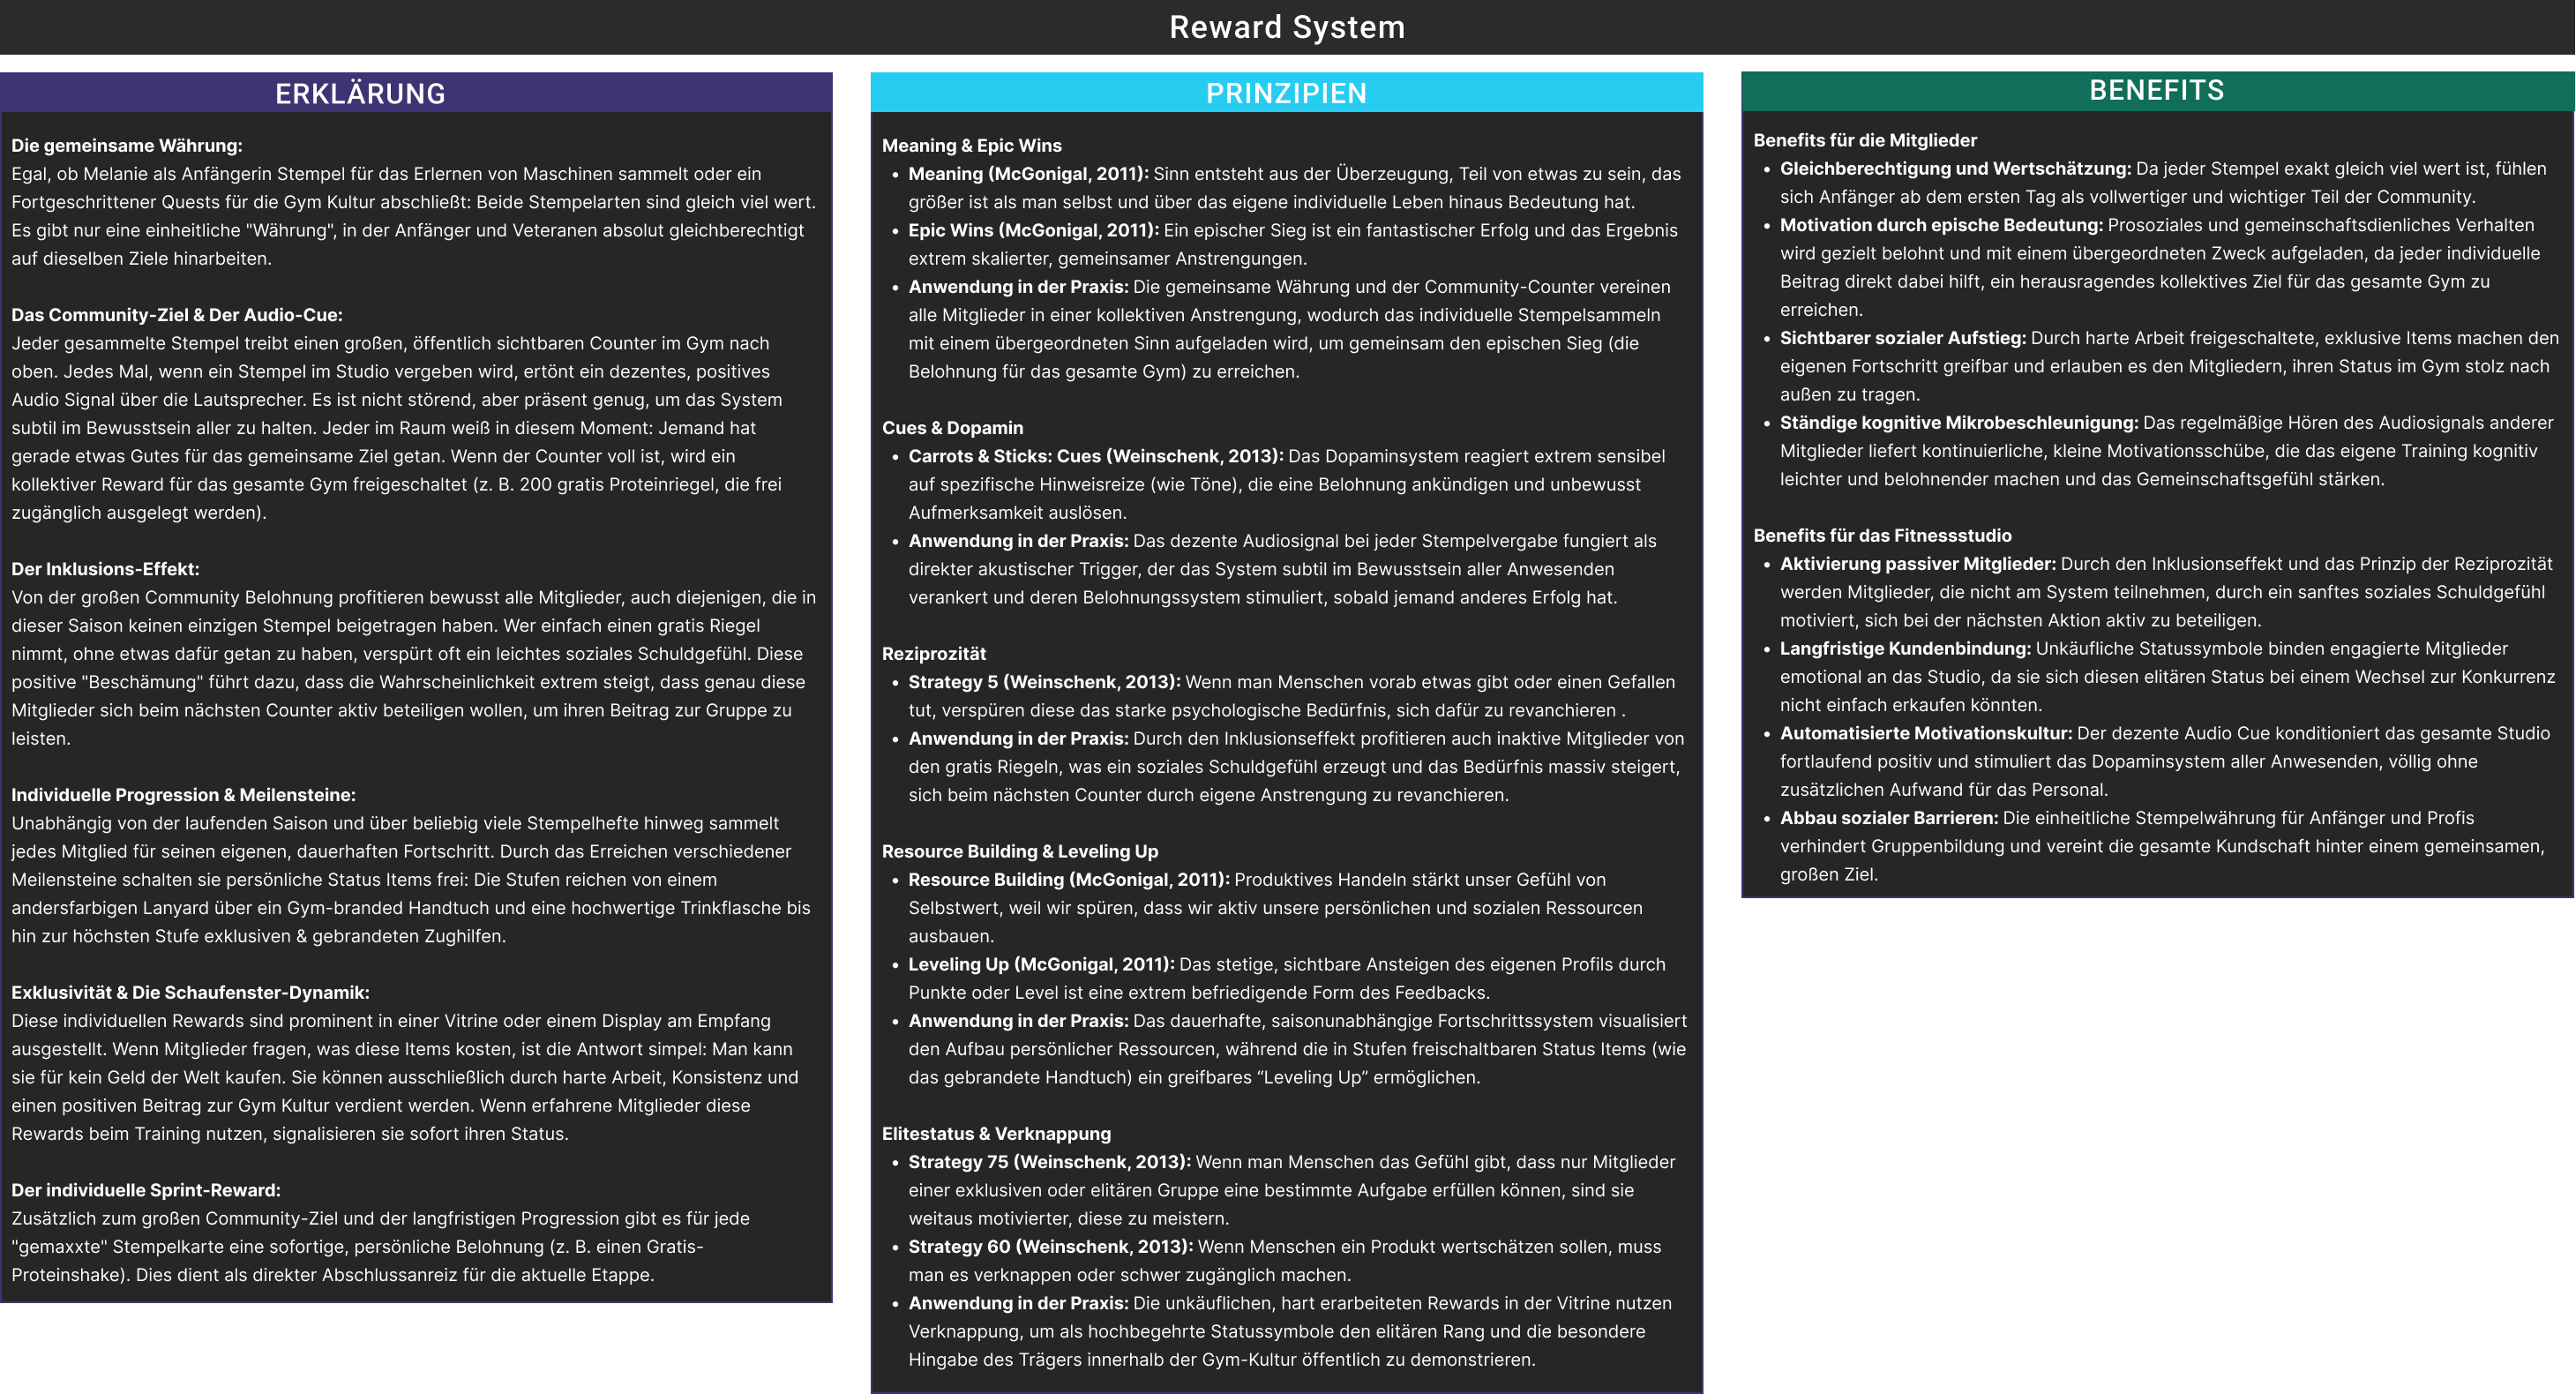 Reward System
ERKLÄRUNG
Die gemeinsame Währung:
Egal, ob Melanie als Anfängerin Stempel für das Erlernen von Maschinen sammelt oder ein
Fortgeschrittener Quests für die Gym Kultur abschließt: Beide Stempelarten sind gleich viel wert.
Es gibt nur eine einheitliche "Währung", in der Anfänger und Veteranen absolut gleichberechtigt
auf dieselben Ziele hinarbeiten.
Das Community-Ziel & Der Audio-Cue:
Jeder gesammelte Stempel treibt einen großen, öffentlich sichtbaren Counter im Gym nach
oben. Jedes Mal, wenn ein Stempel im Studio vergeben wird, ertönt ein dezentes, positives
Audio Signal über die Lautsprecher. Es ist nicht störend, aber präsent genug, um das System
subtil im Bewusstsein aller zu halten. Jeder im Raum weiß in diesem Moment: Jemand hat
gerade etwas Gutes für das gemeinsame Ziel getan. Wenn der Counter voll ist, wird ein
kollektiver Reward für das gesamte Gym freigeschaltet (z. B. 200 gratis Proteinriegel, die frei
zugänglich ausgelegt werden).
Der Inklusions-Effekt:
Von der großen Community Belohnung profitieren bewusst alle Mitglieder, auch diejenigen, die in
dieser Saison keinen einzigen Stempel beigetragen haben. Wer einfach einen gratis Riegel
nimmt, ohne etwas dafür getan zu haben, verspürt oft ein leichtes soziales Schuldgefühl. Diese
positive "Beschämung" führt dazu, dass die Wahrscheinlichkeit extrem steigt, dass genau diese
Mitglieder sich beim nächsten Counter aktiv beteiligen wollen, um ihren Beitrag zur Gruppe zu
leisten.
Individuelle Progression & Meilensteine:
Unabhängig von der laufenden Saison und über beliebig viele Stempelhefte hinweg sammelt
jedes Mitglied für seinen eigenen, dauerhaften Fortschritt. Durch das Erreichen verschiedener
Meilensteine schalten sie persönliche Status Items frei: Die Stufen reichen von einem
andersfarbigen Lanyard über ein Gym-branded Handtuch und eine hochwertige Trinkflasche bis
hin zur höchsten Stufe exklusiven & gebrandeten Zughilfen.
Exklusivität & Die Schaufenster-Dynamik:
Diese individuellen Rewards sind prominent in einer Vitrine oder einem Display am Empfang
ausgestellt. Wenn Mitglieder fragen, was diese Items kosten, ist die Antwort simpel: Man kann
sie für kein Geld der Welt kaufen. Sie können ausschließlich durch harte Arbeit, Konsistenz und
einen positiven Beitrag zur Gym Kultur verdient werden. Wenn erfahrene Mitglieder diese
Rewards beim Training nutzen, signalisieren sie sofort ihren Status.
Der individuelle Sprint-Reward:
Zusätzlich zum großen Community-Ziel und der langfristigen Progression gibt es für jede
"gemaxxte" Stempelkarte eine sofortige, persönliche Belohnung (z. B. einen Gratis-
Proteinshake). Dies dient als direkter Abschlussanreiz für die aktuelle Etappe.
PRINZIPIEN
Meaning & Epic Wins
• Meaning (McGonigal, 2011): Sinn entsteht aus der Überzeugung, Teil von etwas zu sein, das
größer ist als man selbst und über das eigene individuelle Leben hinaus Bedeutung hat.
• Epic Wins (McGonigal, 2011): Ein epischer Sieg ist ein fantastischer Erfolg und das Ergebnis
extrem skalierter, gemeinsamer Anstrengungen.
• Anwendung in der Praxis: Die gemeinsame Währung und der Community-Counter vereinen
alle Mitglieder in einer kollektiven Anstrengung, wodurch das individuelle Stempelsammeln
mit einem übergeordneten Sinn aufgeladen wird, um gemeinsam den epischen Sieg (die
Belohnung für das gesamte Gym) zu erreichen.
Cues & Dopamin
• Carrots & Sticks: Cues (Weinschenk, 2013): Das Dopaminsystem reagiert extrem sensibel
auf spezifische Hinweisreize (wie Töne), die eine Belohnung ankündigen und unbewusst
Aufmerksamkeit auslösen.
• Anwendung in der Praxis: Das dezente Audiosignal bei jeder Stempelvergabe fungiert als
direkter akustischer Trigger, der das System subtil im Bewusstsein aller Anwesenden
verankert und deren Belohnungssystem stimuliert, sobald jemand anderes Erfolg hat.
Reziprozität
• Strategy 5 (Weinschenk, 2013): Wenn man Menschen vorab etwas gibt oder einen Gefallen
tut, verspüren diese das starke psychologische Bedürfnis, sich dafür zu revanchieren .
• Anwendung in der Praxis: Durch den Inklusionseffekt profitieren auch inaktive Mitglieder von
den gratis Riegeln, was ein soziales Schuldgefühl erzeugt und das Bedürfnis massiv steigert,
sich beim nächsten Counter durch eigene Anstrengung zu revanchieren.
Resource Building & Leveling Up
• Resource Building (McGonigal, 2011): Produktives Handeln stärkt unser Gefühl von
Selbstwert, weil wir spüren, dass wir aktiv unsere persönlichen und sozialen Ressourcen
ausbauen.
• Leveling Up (McGonigal, 2011): Das stetige, sichtbare Ansteigen des eigenen Profils durch
Punkte oder Level ist eine extrem befriedigende Form des Feedbacks.
• Anwendung in der Praxis: Das dauerhafte, saisonunabhängige Fortschrittssystem visualisiert
den Aufbau persönlicher Ressourcen, während die in Stufen freischaltbaren Status Items (wie
das gebrandete Handtuch) ein greifbares “Leveling Up” ermöglichen.
Elitestatus & Verknappung
• Strategy 75 (Weinschenk, 2013): Wenn man Menschen das Gefühl gibt, dass nur Mitglieder
einer exklusiven oder elitären Gruppe eine bestimmte Aufgabe erfüllen können, sind sie
weitaus motivierter, diese zu meistern.
• Strategy 60 (Weinschenk, 2013): Wenn Menschen ein Produkt wertschätzen sollen, muss
man es verknappen oder schwer zugänglich machen.
• Anwendung in der Praxis: Die unkäuflichen, hart erarbeiteten Rewards in der Vitrine nutzen
Verknappung, um als hochbegehrte Statussymbole den elitären Rang und die besondere
Hingabe des Trägers innerhalb der Gym-Kultur öffentlich zu demonstrieren.
BENEFITS
Benefits für die Mitglieder
• Gleichberechtigung und Wertschätzung: Da jeder Stempel exakt gleich viel wert ist, fühlen
sich Anfänger ab dem ersten Tag als vollwertiger und wichtiger Teil der Community.
• Motivation durch epische Bedeutung: Prosoziales und gemeinschaftsdienliches Verhalten
wird gezielt belohnt und mit einem übergeordneten Zweck aufgeladen, da jeder individuelle
Beitrag direkt dabei hilft, ein herausragendes kollektives Ziel für das gesamte Gym zu
erreichen.
• Sichtbarer sozialer Aufstieg: Durch harte Arbeit freigeschaltete, exklusive Items machen den
eigenen Fortschritt greifbar und erlauben es den Mitgliedern, ihren Status im Gym stolz nach
außen zu tragen.
• Ständige kognitive Mikrobeschleunigung: Das regelmäßige Hören des Audiosignals anderer
Mitglieder liefert kontinuierliche, kleine Motivationsschübe, die das eigene Training kognitiv
leichter und belohnender machen und das Gemeinschaftsgefühl stärken.
Benefits für das Fitnessstudio
• Aktivierung passiver Mitglieder: Durch den Inklusionseffekt und das Prinzip der Reziprozität
werden Mitglieder, die nicht am System teilnehmen, durch ein sanftes soziales Schuldgefühl
motiviert, sich bei der nächsten Aktion aktiv zu beteiligen.
• Langfristige Kundenbindung: Unkäufliche Statussymbole binden engagierte Mitglieder
emotional an das Studio, da sie sich diesen elitären Status bei einem Wechsel zur Konkurrenz
nicht einfach erkaufen könnten.
• Automatisierte Motivationskultur: Der dezente Audio Cue konditioniert das gesamte Studio
fortlaufend positiv und stimuliert das Dopaminsystem aller Anwesenden, völlig ohne
zusätzlichen Aufwand für das Personal.
• Abbau sozialer Barrieren: Die einheitliche Stempelwährung für Anfänger und Profis
verhindert Gruppenbildung und vereint die gesamte Kundschaft hinter einem gemeinsamen,
großen Ziel.